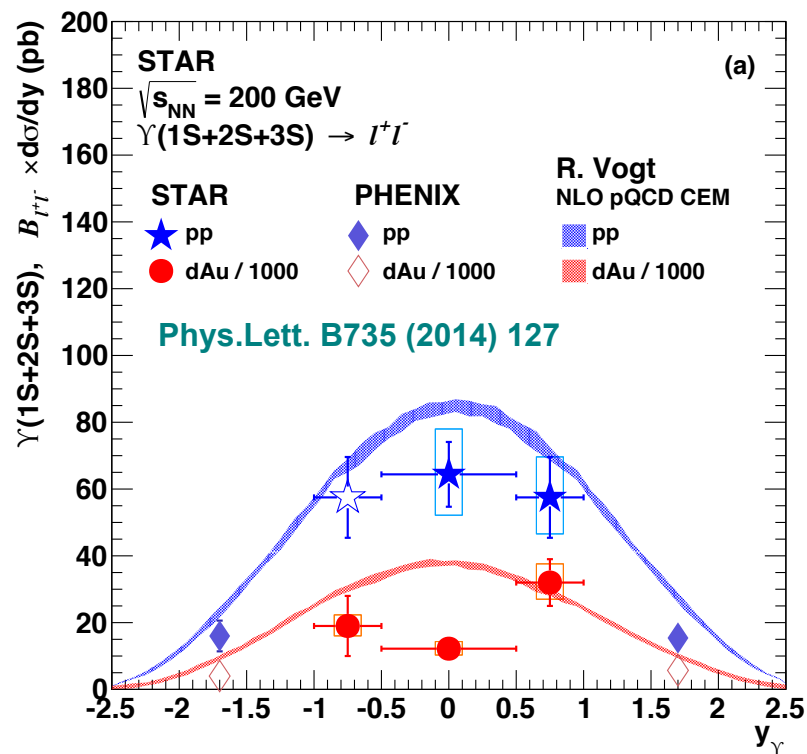 (a)
STAR
√s_NN = 200 GeV
ϒ(1S+2S+3S) → l⁺l⁻
STAR PHENIX R. Vogt
NLO pQCD CEM
pp pp pp
dAu / 1000 dAu / 1000 dAu / 1000
Phys.Lett. B735 (2014) 127
ϒ(1S+2S+3S), B_l⁺l⁻ ×dσ/dy (pb)
200
180
160
140
120
100
80
60
40
20
0
-2.5 -2 -1.5 -1 -0.5 0 0.5 1 1.5 2 2.5
y_ϒ